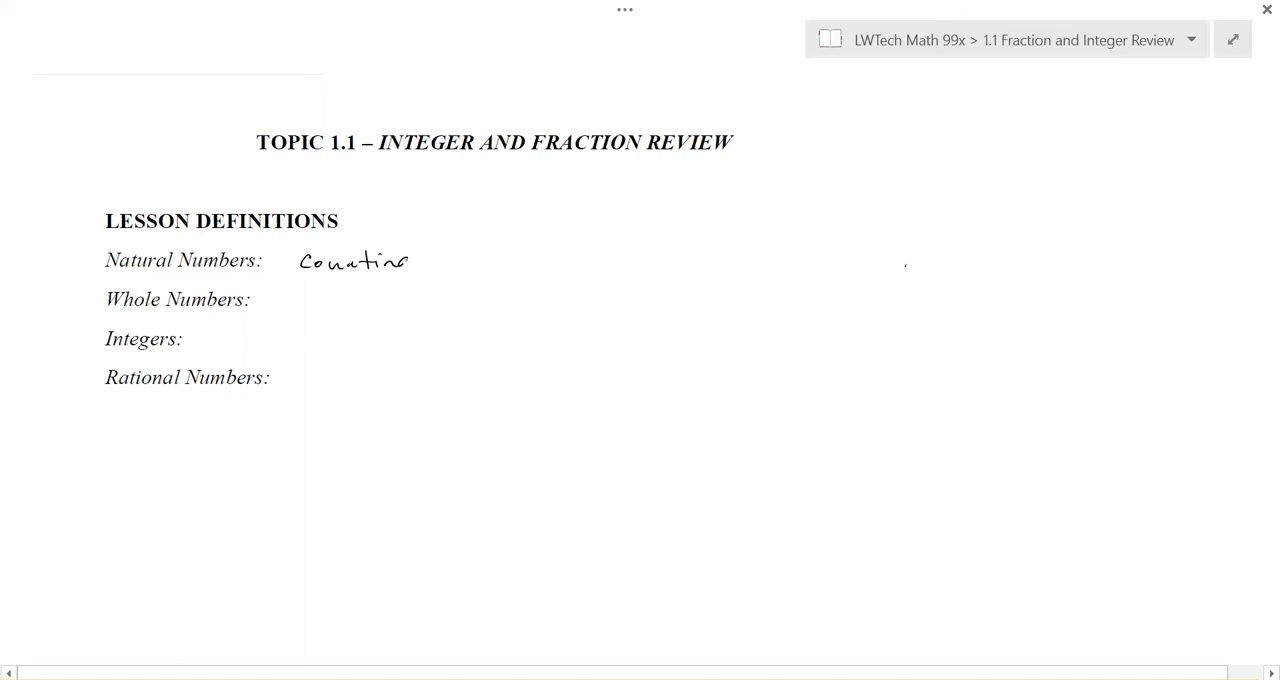 LWTech Math 99x > 1.1 Fraction and Integer Review
TOPIC 1.1 – INTEGER AND FRACTION REVIEW
LESSON DEFINITIONS
Natural Numbers:
Whole Numbers:
Integers:
Rational Numbers: